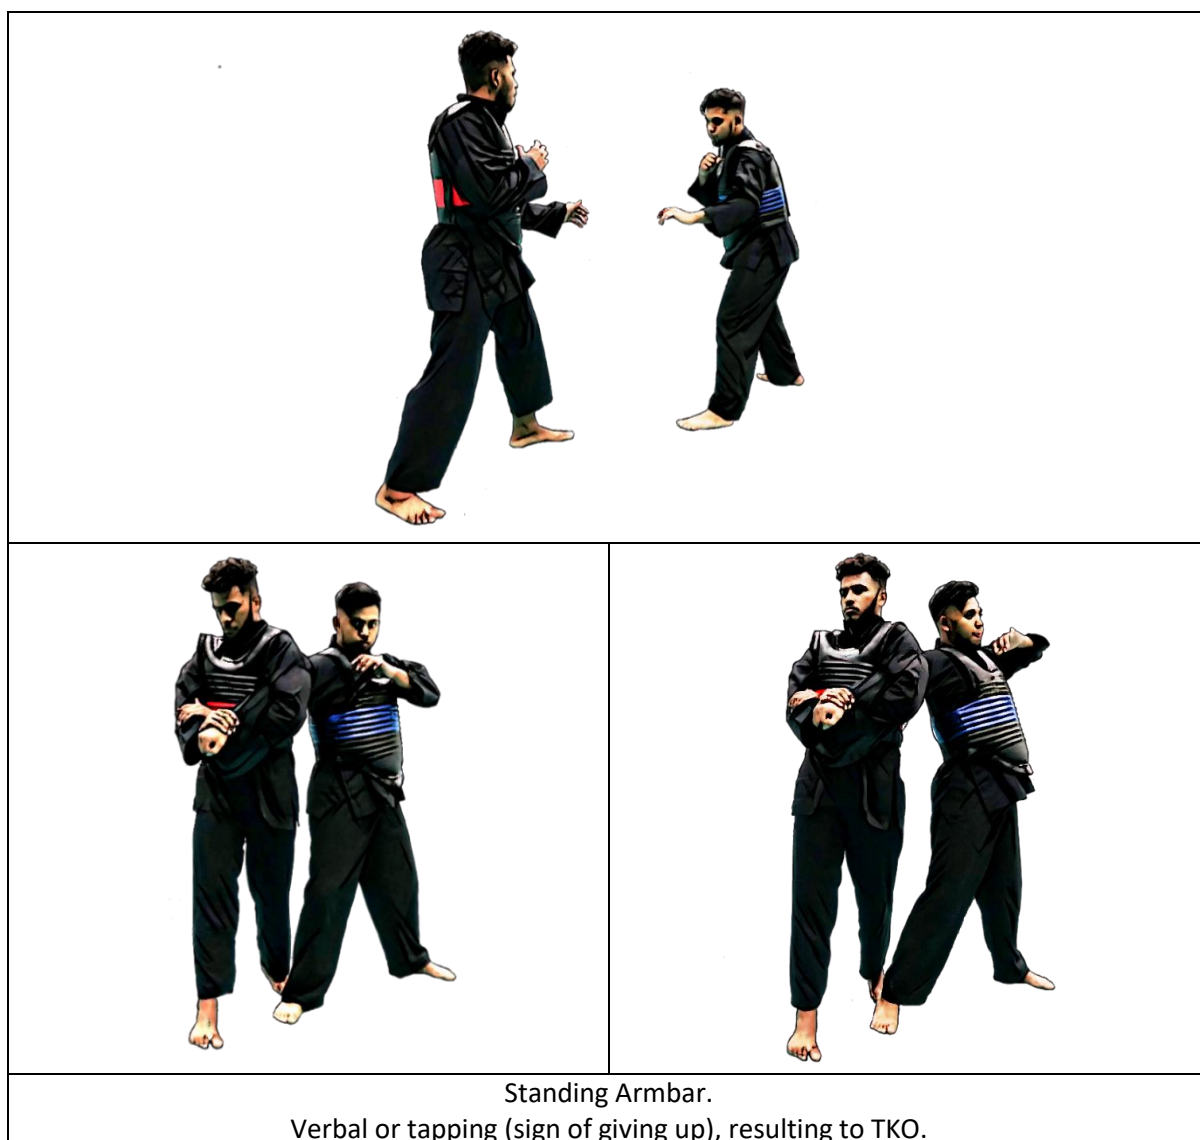 Standing Armbar.
Verbal or tapping (sign of giving up), resulting to TKO.